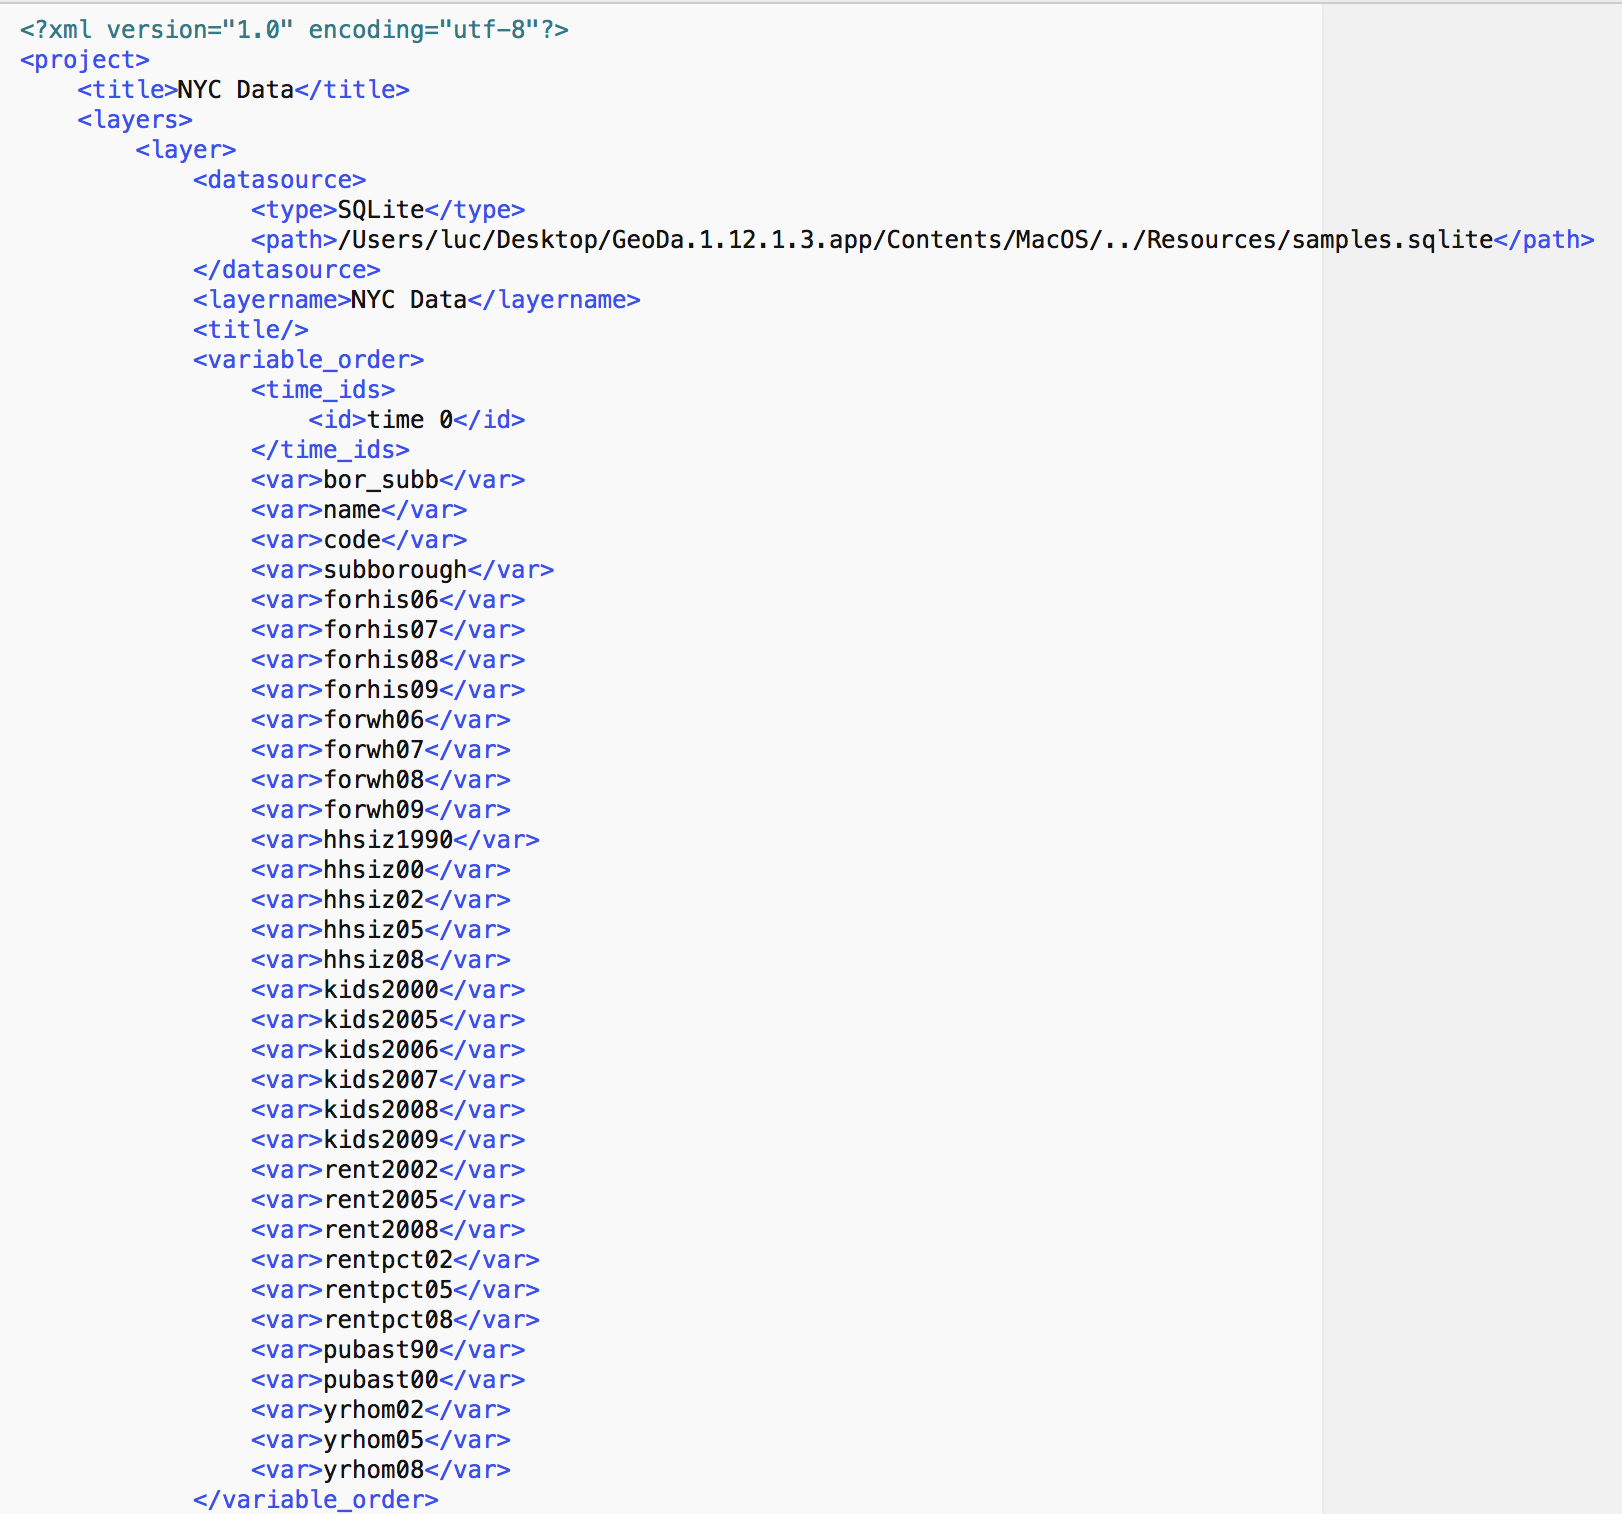 <?xml version="1.0" encoding="utf-8"?>
<project>
    <title>NYC Data</title>
    <layers>
        <layer>
            <datasource>
                <type>SQLite</type>
                <path>/Users/luc/Desktop/GeoDa.1.12.1.3.app/Contents/MacOS/../Resources/samples.sqlite</path>
            </datasource>
            <layername>NYC Data</layername>
            <title/>
            <variable_order>
                <time_ids>
                    <id>time 0</id>
                </time_ids>
                <var>bor_subb</var>
                <var>name</var>
                <var>code</var>
                <var>subborough</var>
                <var>forhis06</var>
                <var>forhis07</var>
                <var>forhis08</var>
                <var>forhis09</var>
                <var>forwh06</var>
                <var>forwh07</var>
                <var>forwh08</var>
                <var>forwh09</var>
                <var>hhsiz1990</var>
                <var>hhsiz00</var>
                <var>hhsiz02</var>
                <var>hhsiz05</var>
                <var>hhsiz08</var>
                <var>kids2000</var>
                <var>kids2005</var>
                <var>kids2006</var>
                <var>kids2007</var>
                <var>kids2008</var>
                <var>kids2009</var>
                <var>rent2002</var>
                <var>rent2005</var>
                <var>rent2008</var>
                <var>rentpct02</var>
                <var>rentpct05</var>
                <var>rentpct08</var>
                <var>pubast90</var>
                <var>pubast00</var>
                <var>yrhom02</var>
                <var>yrhom05</var>
                <var>yrhom08</var>
            </variable_order>